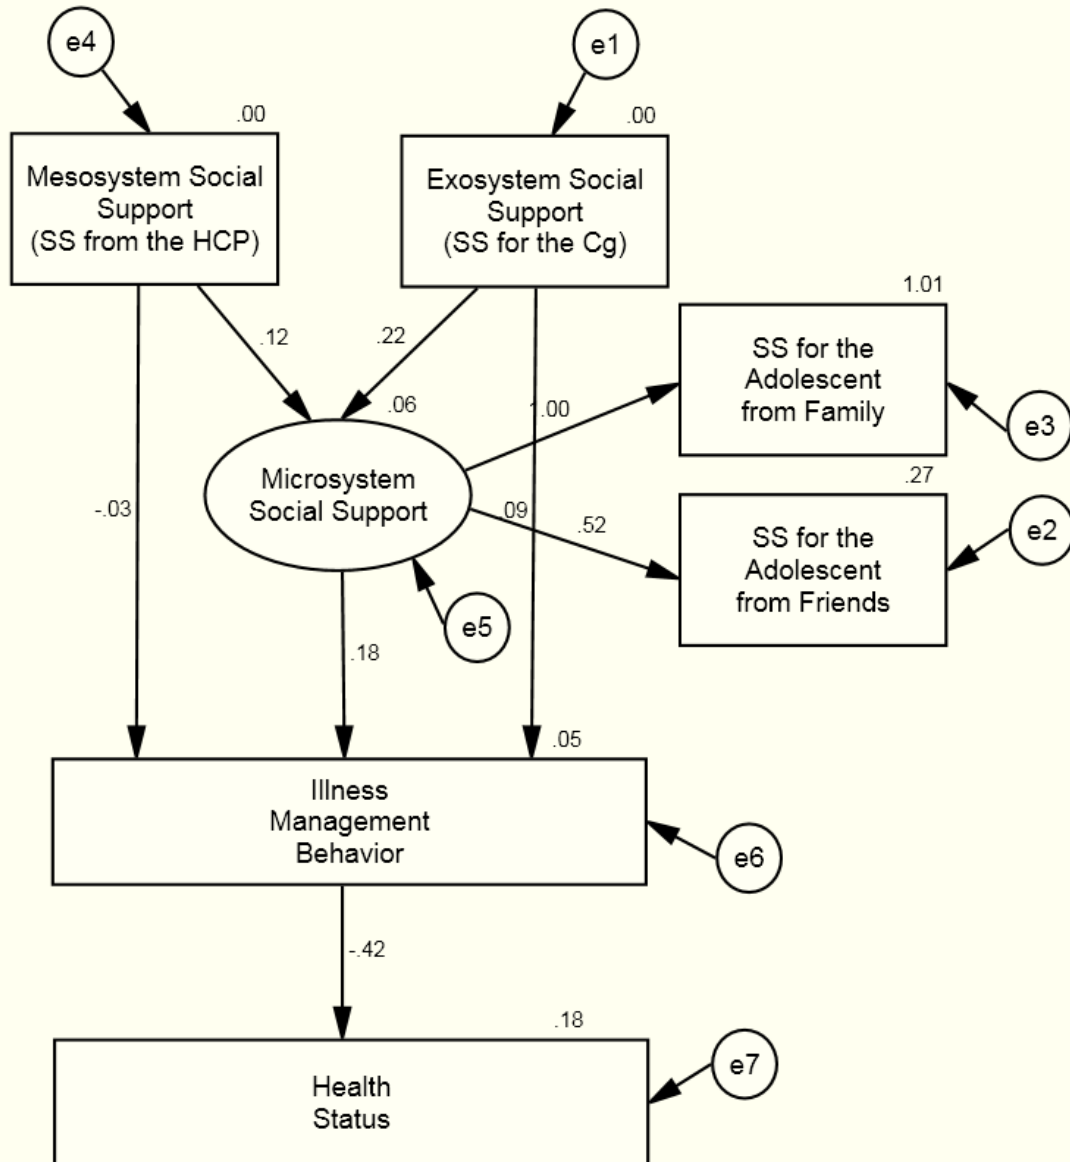 e4
e1
.00
.00
Mesosystem Social
Support
(SS from the HCP)
Exosystem Social
Support
(SS for the Cg)
1.01
.12
.22
SS for the
Adolescent
from Family
.06
1.00
e3
.27
Microsystem
Social Support
-.03
.09
.52
SS for the
Adolescent
from Friends
e2
e5
.18
.05
Illness
Management
Behavior
e6
-.42
.18
e7
Health
Status